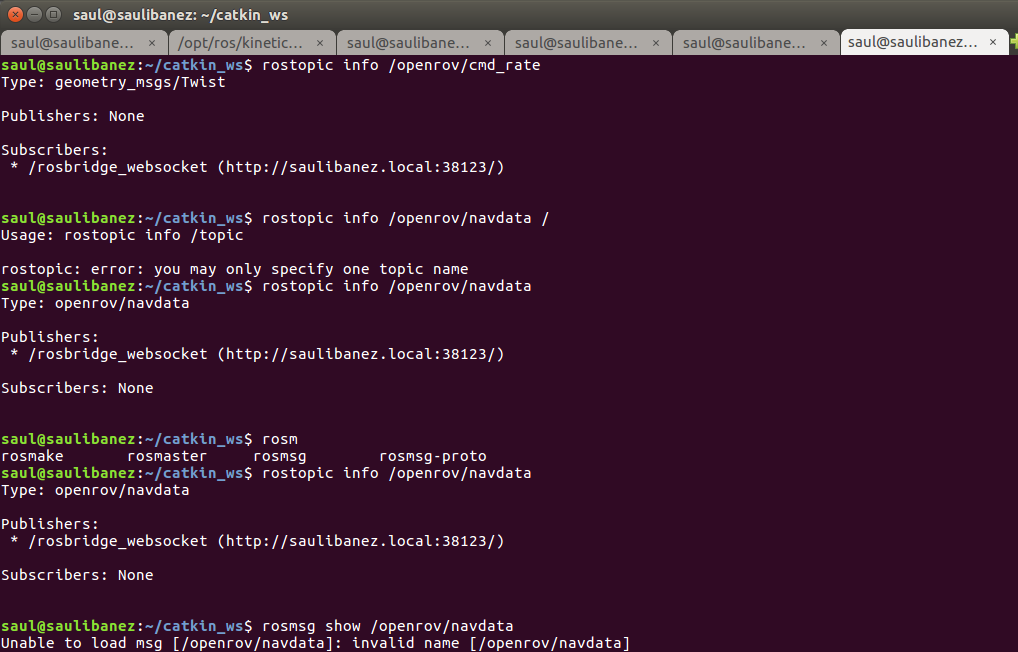 saul@saulibanez: ~/catkin_ws
saul@saulibane... × /opt/ros/kinetic... × saul@saulibane... × saul@saulibane... × saul@saulibane... × saul@saulibanez... ×
saul@saulibanez:~/catkin_ws$ rostopic info /openrov/cmd_rate
Type: geometry_msgs/Twist
Publishers: None
Subscribers:
* /rosbridge_websocket (http://saulibanez.local:38123/)
saul@saulibanez:~/catkin_ws$ rostopic info /openrov/navdata /
Usage: rostopic info /topic
rostopic: error: you may only specify one topic name
saul@saulibanez:~/catkin_ws$ rostopic info /openrov/navdata
Type: openrov/navdata
Publishers:
* /rosbridge_websocket (http://saulibanez.local:38123/)
Subscribers: None
saul@saulibanez:~/catkin_ws$ rosm
rosmake rosmaster rosmsg rosmsg-proto
saul@saulibanez:~/catkin_ws$ rostopic info /openrov/navdata
Type: openrov/navdata
Publishers:
* /rosbridge_websocket (http://saulibanez.local:38123/)
Subscribers: None
saul@saulibanez:~/catkin_ws$ rosmsg show /openrov/navdata
Unable to load msg [/openrov/navdata]: invalid name [/openrov/navdata]